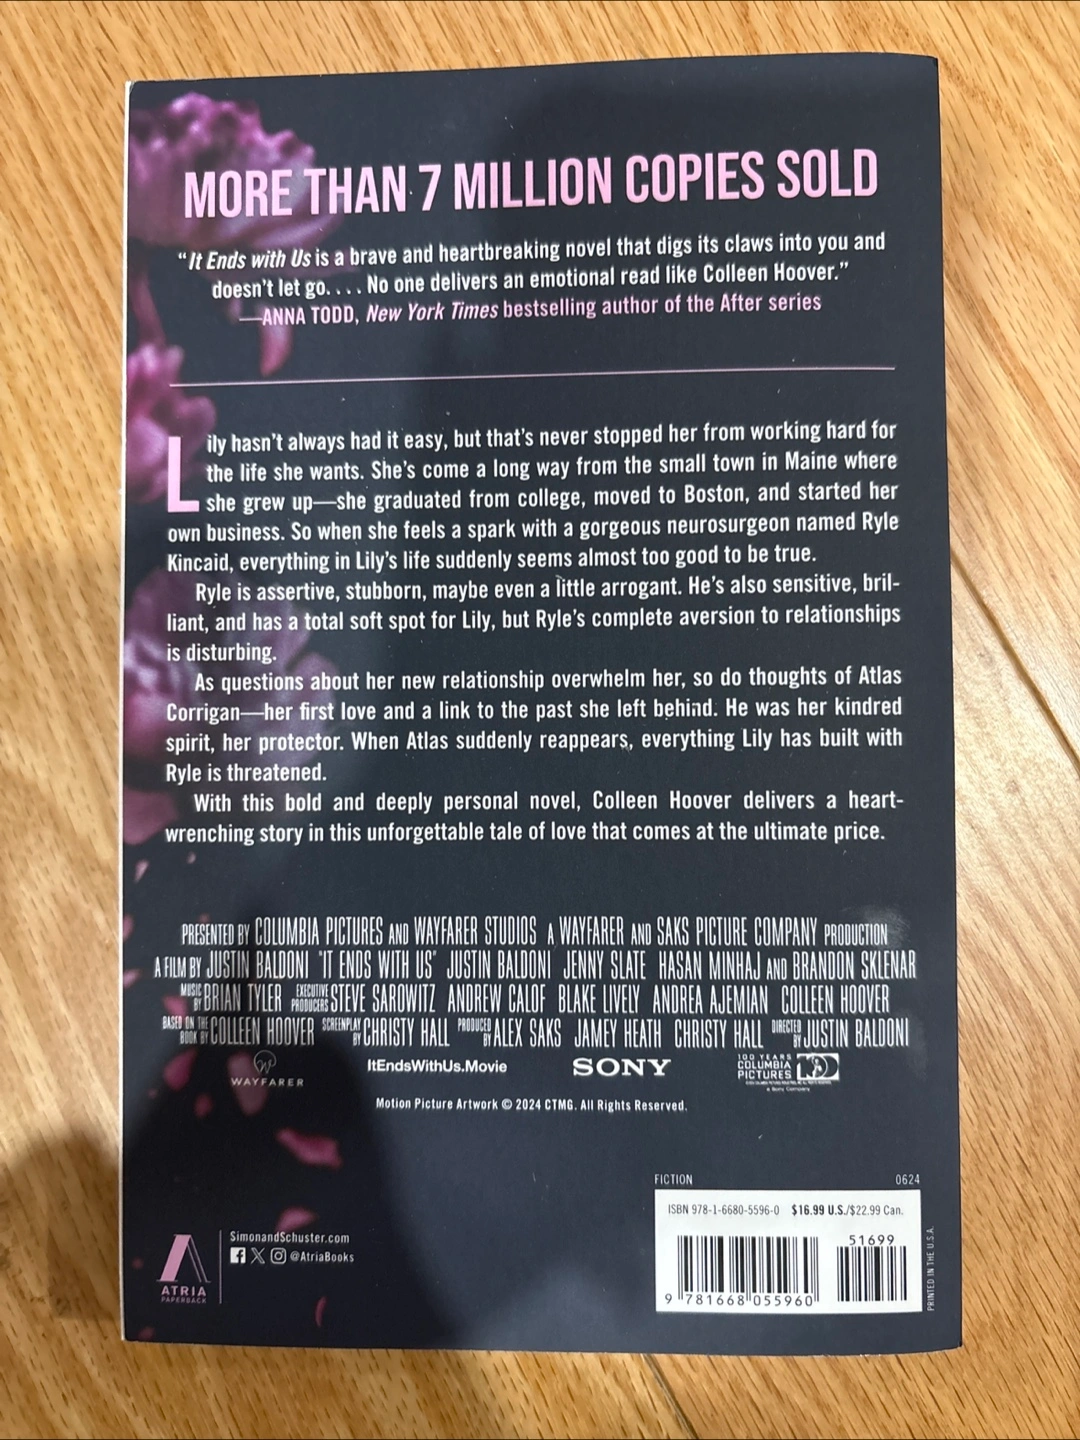 MORE THAN 7 MILLION COPIES SOLD
“It Ends with Us is a brave and heartbreaking novel that digs its claws into you and
doesn’t let go. . . . No one delivers an emotional read like Colleen Hoover.”
—ANNA TODD, New York Times bestselling author of the After series
Lily hasn’t always had it easy, but that’s never stopped her from working hard for
the life she wants. She’s come a long way from the small town in Maine where
she grew up—she graduated from college, moved to Boston, and started her
own business. So when she feels a spark with a gorgeous neurosurgeon named Ryle
Kincaid, everything in Lily’s life suddenly seems almost too good to be true.
Ryle is assertive, stubborn, maybe even a little arrogant. He’s also sensitive, bril-
liant, and has a total soft spot for Lily, but Ryle’s complete aversion to relationships
is disturbing.
As questions about her new relationship overwhelm her, so do thoughts of Atlas
Corrigan—her first love and a link to the past she left behind. He was her kindred
spirit, her protector. When Atlas suddenly reappears, everything Lily has built with
Ryle is threatened.
With this bold and deeply personal novel, Colleen Hoover delivers a heart-
wrenching story in this unforgettable tale of love that comes at the ultimate price.
PRESENTED BY COLUMBIA PICTURES AND WAYFARER STUDIOS A WAYFARER AND SAKS PICTURE COMPANY PRODUCTION
A FILM BY JUSTIN BALDONI "IT ENDS WITH US" JUSTIN BALDONI JENNY SLATE HASAN MINHAJ AND BRANDON SKLENAR
MUSIC BY BRIAN TYLER EXECUTIVE PRODUCERS STEVE SAROWITZ ANDREW CALOF BLAKE LIVELY ANDREA AJEMIAN COLLEEN HOOVER
BASED ON THE BOOK BY COLLEEN HOOVER SCREENPLAY BY CHRISTY HALL PRODUCED BY ALEX SAKS JAMEY HEATH CHRISTY HALL DIRECTED BY JUSTIN BALDONI
WAYFARER
ItEndsWithUs.Movie
SONY
100 YEARS
COLUMBIA
PICTURES
100
a Sony Company
Motion Picture Artwork © 2024 CTMG. All Rights Reserved.
FICTION 0624
ISBN 978-1-6680-5596-0 $16.99 U.S./$22.99 Can.
51699
9 781668 055960
PRINTED IN THE U.S.A.
SimonandSchuster.com
@AtriaBooks
ATRIA
PAPERBACK